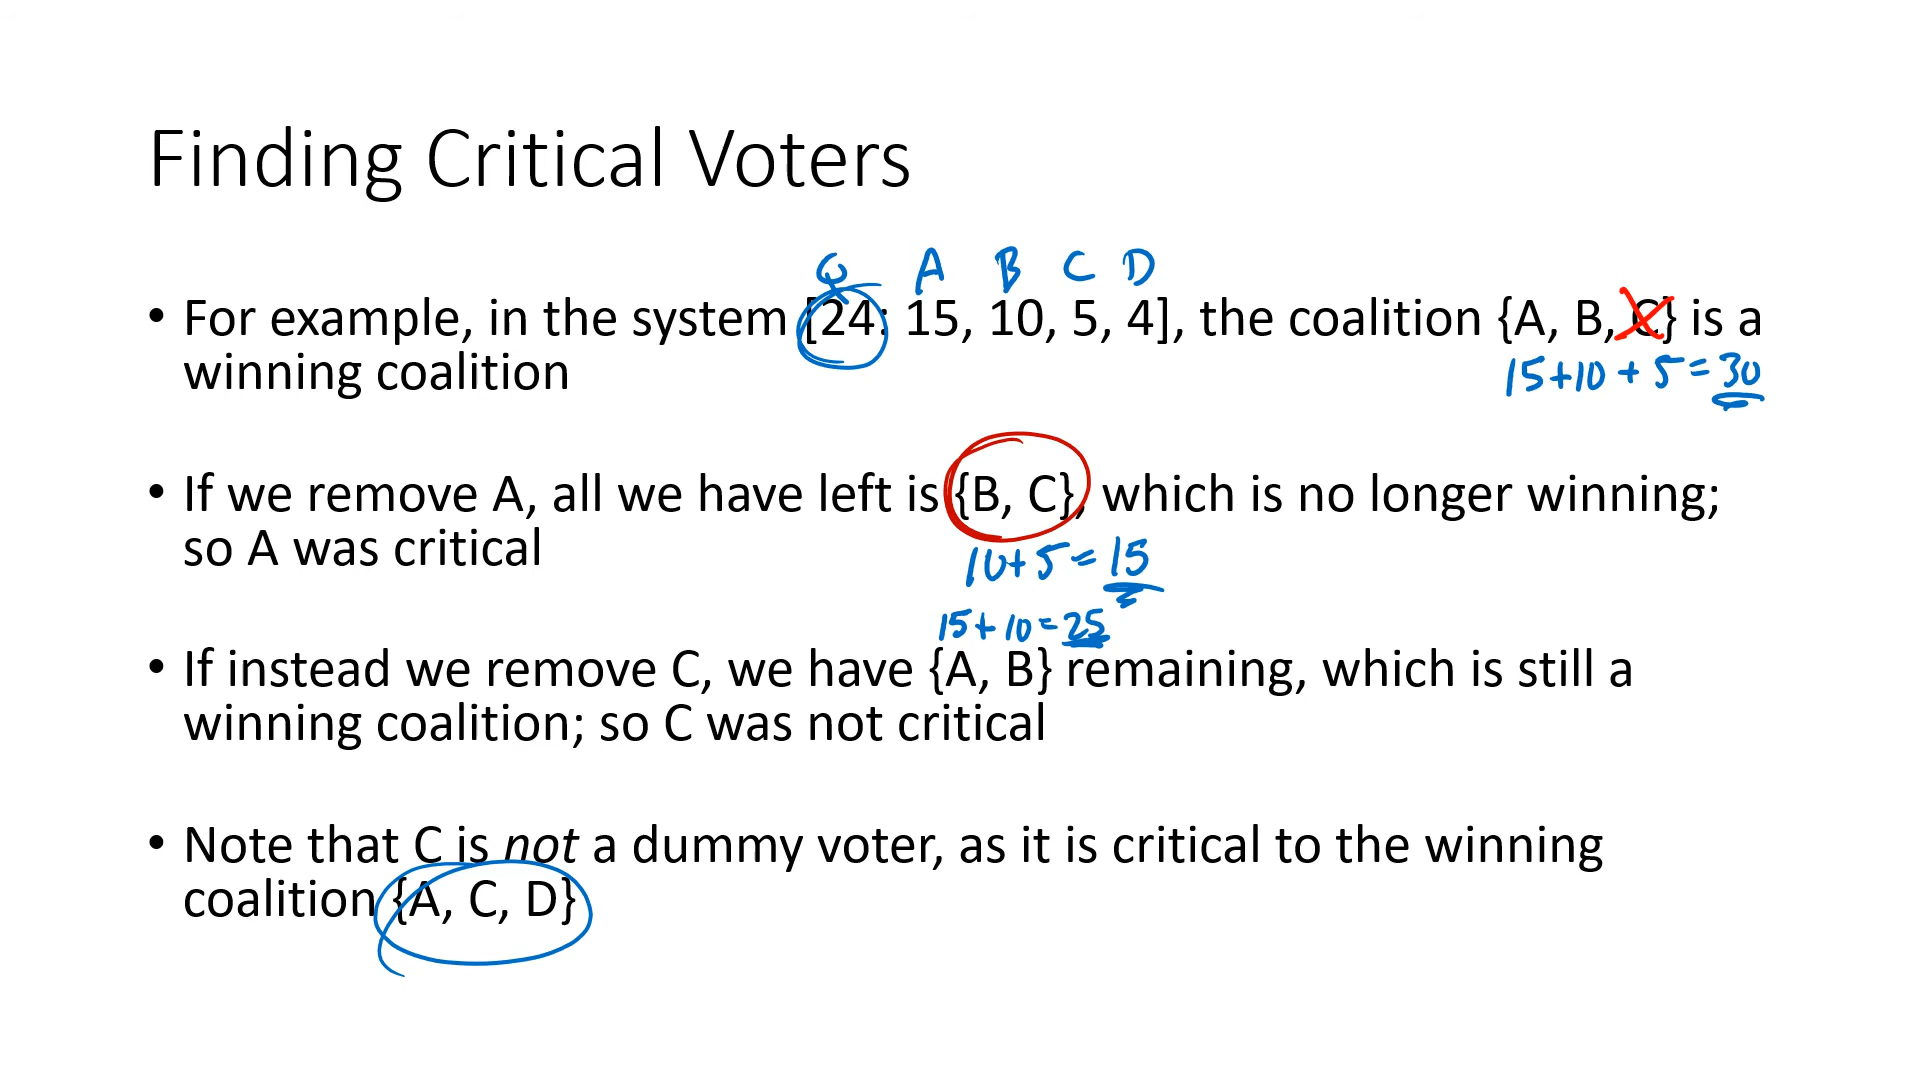 Finding Critical Voters
Q A B C D
• For example, in the system [24: 15, 10, 5, 4], the coalition {A, B, C} is a
winning coalition
15+10+5=30
• If we remove A, all we have left is {B, C}, which is no longer winning;
so A was critical
10+5=15
15+10=25
• If instead we remove C, we have {A, B} remaining, which is still a
winning coalition; so C was not critical
• Note that C is not a dummy voter, as it is critical to the winning
coalition {A, C, D}